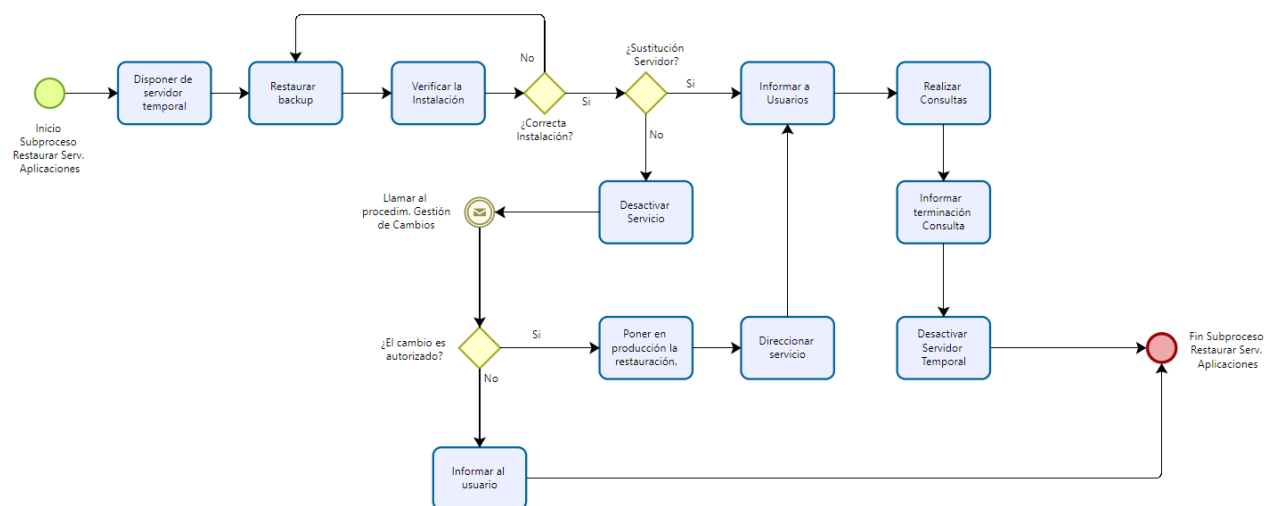 Inicio
Subproceso
Restaurar Serv.
Aplicaciones
Disponer de
servidor
temporal
Restaurar
backup
Verificar la
Instalación
No
¿Correcta
Instalación?
Si
¿Sustitución
Servidor?
Si
No
Informar a
Usuarios
Realizar
Consultas
Llamar al
procedim. Gestión
de Cambios
Desactivar
Servicio
Informar
terminación
Consulta
¿El cambio es
autorizado?
Si
No
Poner en
producción la
restauración.
Direccionar
servicio
Desactivar
Servidor
Temporal
Fin Subproceso
Restaurar Serv.
Aplicaciones
Informar al
usuario